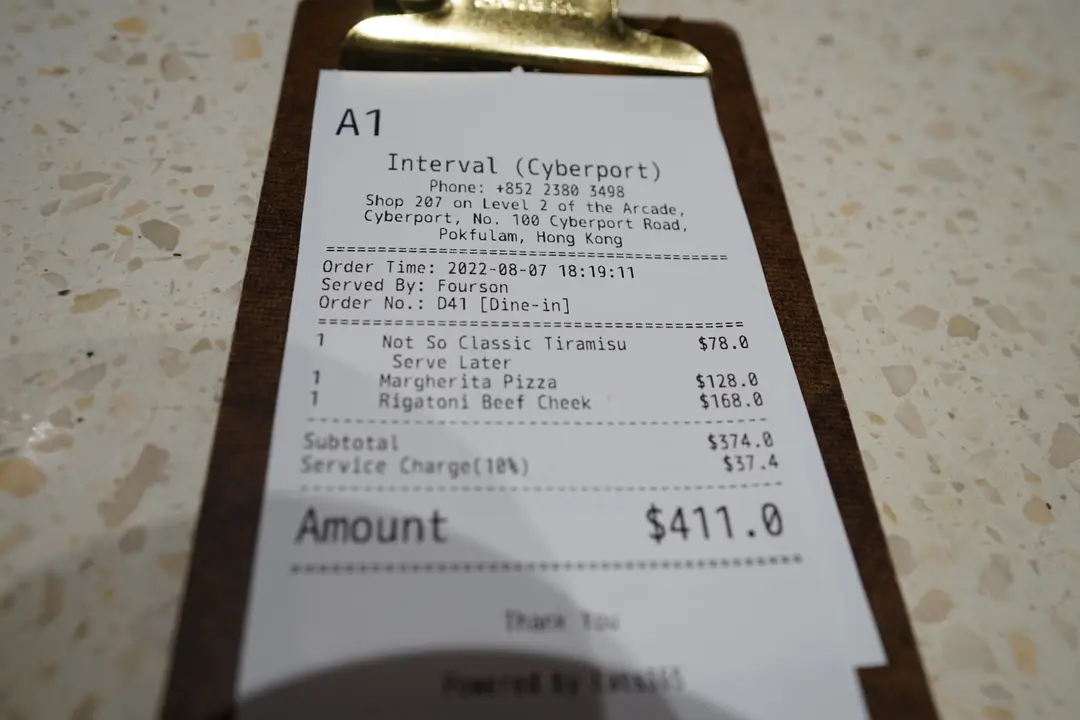 A1
Interval (Cyberport)
Phone: +852 2380 3498
Shop 207 on Level 2 of the Arcade,
Cyberport, No. 100 Cyberport Road,
Pokfulam, Hong Kong
Order Time: 2022-08-07 18:19:11
Served By: Fourson
Order No.: D41 [Dine-in]
1 Not So Classic Tiramisu $78.0
Serve Later
1 Margherita Pizza $128.0
1 Rigatoni Beef Cheek $168.0
Subtotal $374.0
Service Charge(10%) $37.4
Amount $411.0
Thank You
Powered By